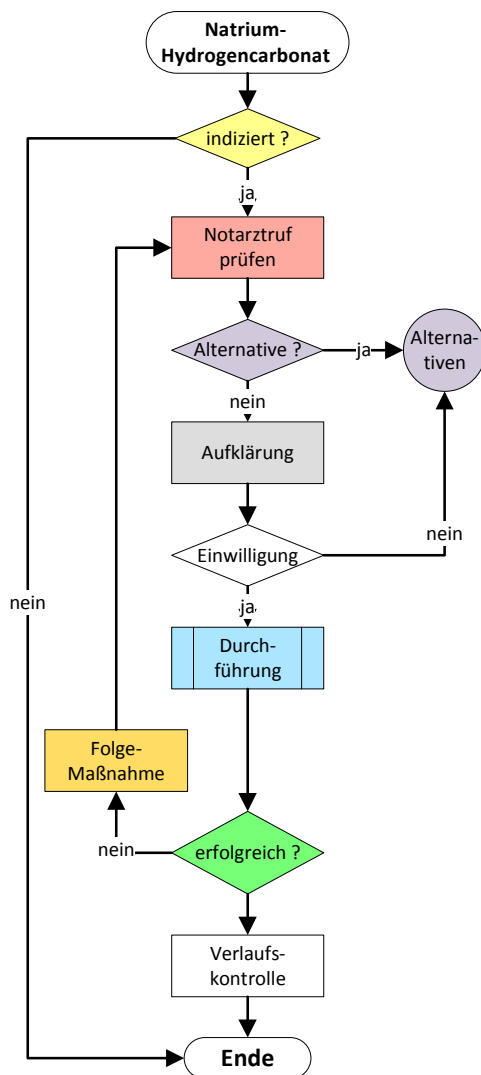 Natrium-
Hydrogencarbonat
indiziert ?
ja
Notarztruf
prüfen
Alternative ?
ja
Alterna-
tiven
nein
Aufklärung
nein
Einwilligung
nein
ja
Durch-
führung
Folge-
Maßnahme
nein
erfolgreich ?
Verlaufs-
kontrolle
Ende